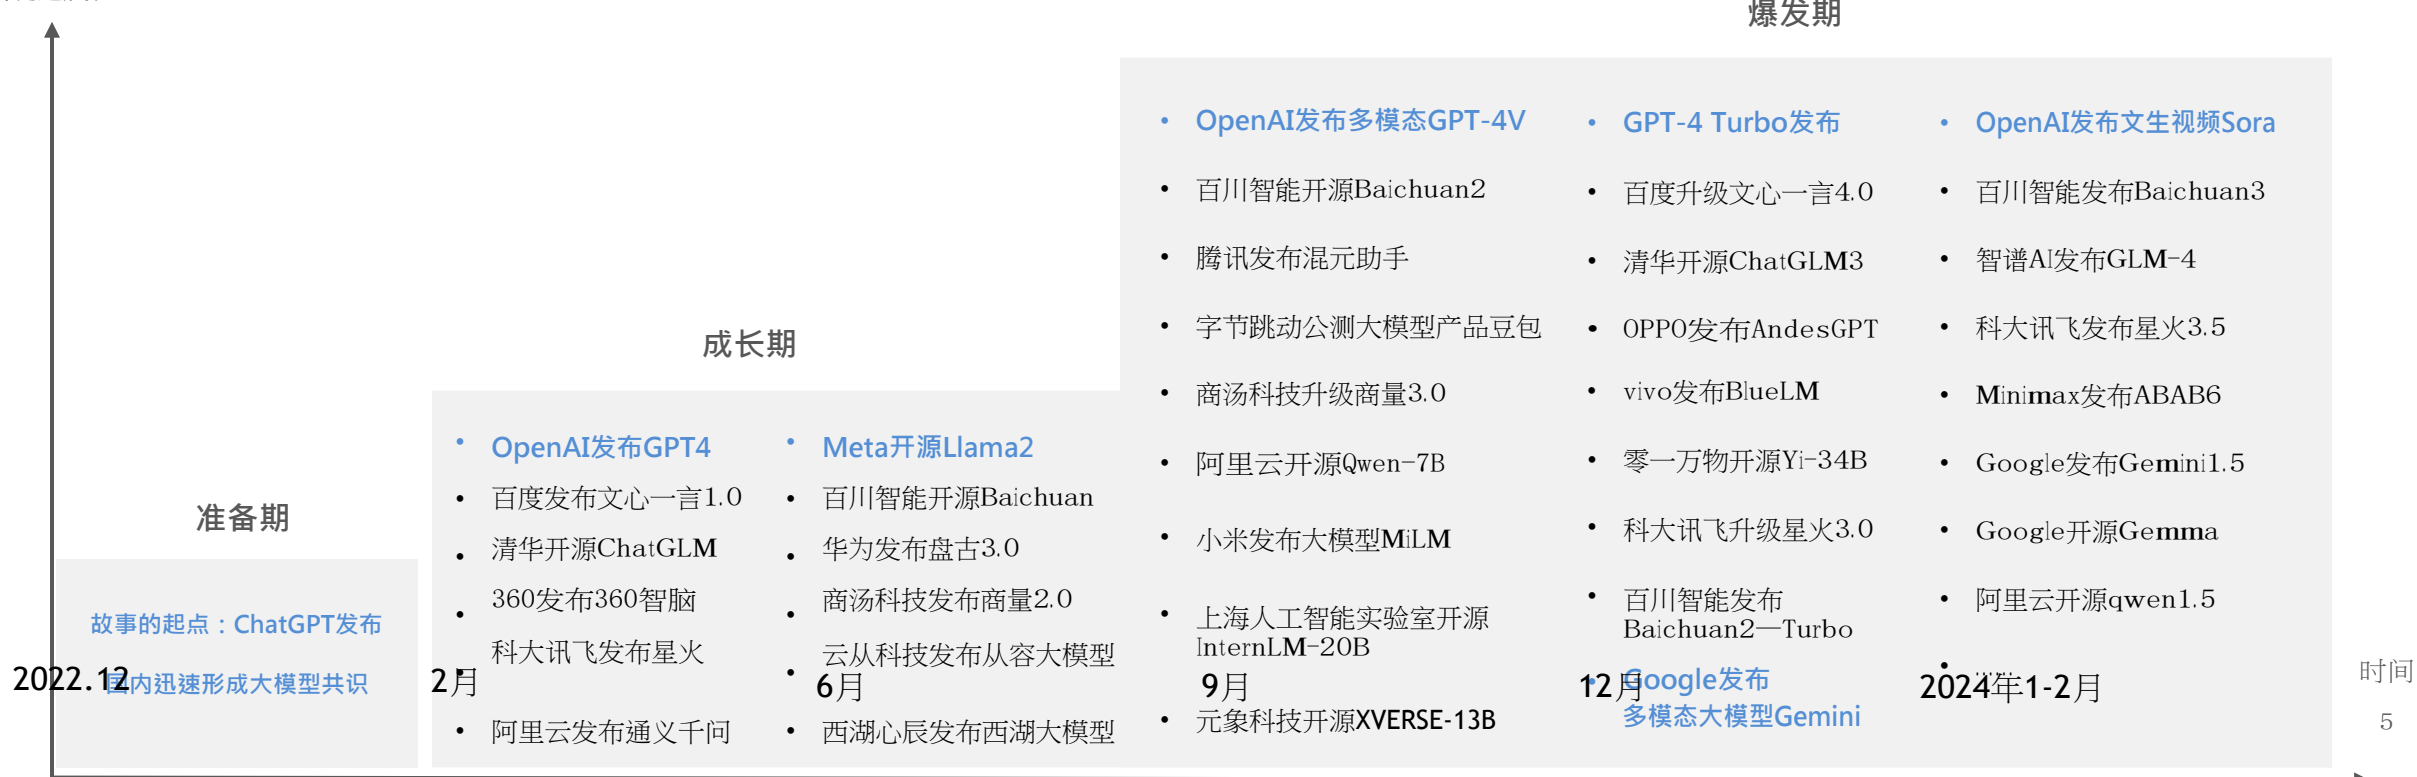 爆发期
OpenAI发布多模态GPT-4V
百川智能开源Baichuan2
腾讯发布混元助手
字节跳动公测大模型产品豆包
商汤科技升级商量3.0
阿里云开源Qwen-7B
小米发布大模型MiLM
上海人工智能实验室开源
InternLM-20B
元象科技开源XVERSE-13B
GPT-4 Turbo发布
百度升级文心一言4.0
清华开源ChatGLM3
OPPO发布AndesGPT
vivo发布BlueLM
零一万物开源Yi-34B
科大讯飞升级星火3.0
百川智能发布
Baichuan2—Turbo
Google发布
多模态大模型Gemini
OpenAI发布文生视频Sora
百川智能发布Baichuan3
智谱AI发布GLM-4
科大讯飞发布星火3.5
Minimax发布ABAB6
Google发布Gemini1.5
Google开源Gemma
阿里云开源qwen1.5
成长期
OpenAI发布GPT4
百度发布文心一言1.0
清华开源ChatGLM
360发布360智脑
科大讯飞发布星火
阿里云发布通义千问
Meta开源Llama2
百川智能开源Baichuan
华为发布盘古3.0
商汤科技发布商量2.0
云从科技发布从容大模型
西湖心辰发布西湖大模型
准备期
故事的起点：ChatGPT发布
国内迅速形成大模型共识
2022.12
2月
6月
9月
12月
2024年1-2月
时间
5